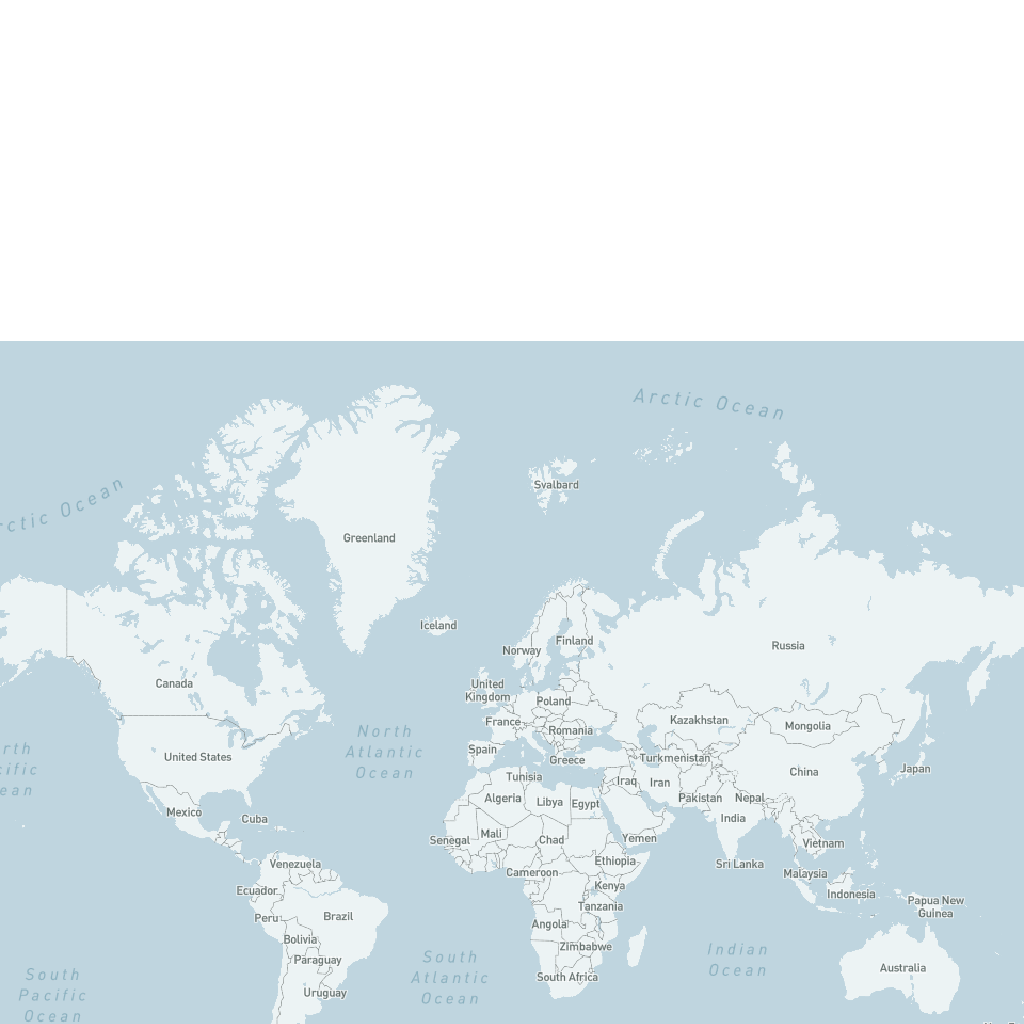 Arctic Ocean
Svalbard
rctic Ocean
Greenland
Iceland
Finland
Russia
Norway
United
Kingdom
Canada
Poland
France
Kazakhstan
Mongolia
Romania
North
Atlantic
Ocean
rth
cific
ean
Spain
United States
Greece
Turkmenistan
China
Japan
Tunisia
Iraq
Iran
Algeria
Libya
Egypt
Pakistan
Nepal
Mexico
Cuba
India
Senegal
Mali
Chad
Yemen
Vietnam
Venezuela
Ethiopia
Sri Lanka
Cameroon
Malaysia
Ecuador
Kenya
Indonesia
Peru
Brazil
Tanzania
Papua New
Guinea
Angola
Bolivia
Zimbabwe
Paraguay
South
Atlantic
Ocean
Indian
Ocean
South Africa
Australia
South
Pacific
Ocean
Uruguay